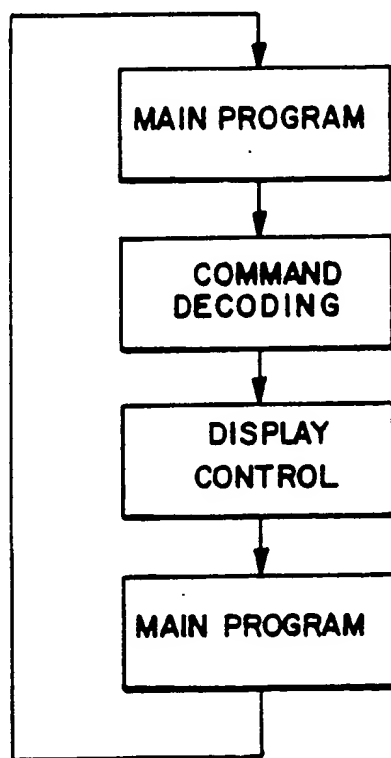 MAIN PROGRAM
COMMAND
DECODING
DISPLAY
CONTROL
MAIN PROGRAM